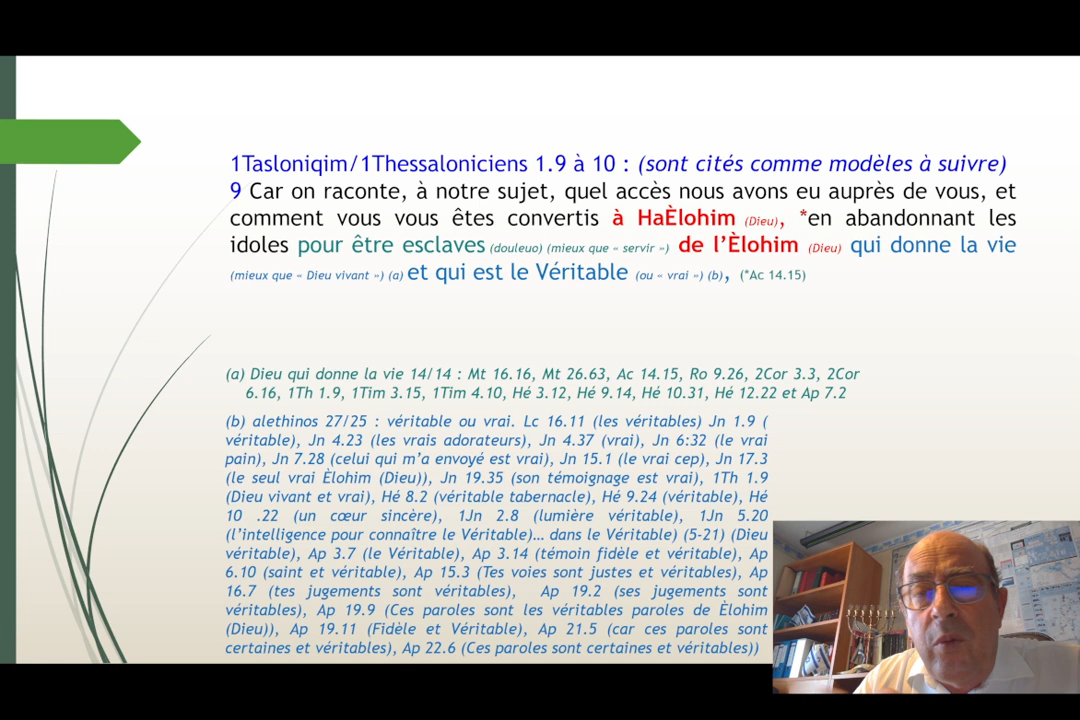 1Tasloniqim/1Thessaloniciens 1.9 à 10 : (sont cités comme modèles à suivre)
9 Car on raconte, à notre sujet, quel accès nous avons eu auprès de vous, et
comment vous vous êtes convertis à HaÈlohim (Dieu), *en abandonnant les
idoles pour être esclaves (douleuo) (mieux que « servir ») de l’Èlohim (Dieu) qui donne la vie
(mieux que « Dieu vivant ») (a) et qui est le Véritable (ou « vrai ») (b), (*Ac 14.15)
(a) Dieu qui donne la vie 14/14 : Mt 16.16, Mt 26.63, Ac 14.15, Ro 9.26, 2Cor 3.3, 2Cor
6.16, 1Th 1.9, 1Tim 3.15, 1Tim 4.10, Hé 3.12, Hé 9.14, Hé 10.31, Hé 12.22 et Ap 7.2
(b) alethinos 27/25 : véritable ou vrai. Lc 16.11 (les véritables) Jn 1.9 (
véritable), Jn 4.23 (les vrais adorateurs), Jn 4.37 (vrai), Jn 6:32 (le vrai
pain), Jn 7.28 (celui qui m’a envoyé est vrai), Jn 15.1 (le vrai cep), Jn 17.3
(le seul vrai Èlohim (Dieu)), Jn 19.35 (son témoignage est vrai), 1Th 1.9
(Dieu vivant et vrai), Hé 8.2 (véritable tabernacle), Hé 9.24 (véritable), Hé
10 .22 (un cœur sincère), 1Jn 2.8 (lumière véritable), 1Jn 5.20
(l’intelligence pour connaître le Véritable)… dans le Véritable) (5-21) (Dieu
véritable), Ap 3.7 (le Véritable), Ap 3.14 (témoin fidèle et véritable), Ap
6.10 (saint et véritable), Ap 15.3 (Tes voies sont justes et véritables), Ap
16.7 (tes jugements sont véritables), Ap 19.2 (ses jugements sont
véritables), Ap 19.9 (Ces paroles sont les véritables paroles de Èlohim
(Dieu)), Ap 19.11 (Fidèle et Véritable), Ap 21.5 (car ces paroles sont
certaines et véritables), Ap 22.6 (Ces paroles sont certaines et véritables))